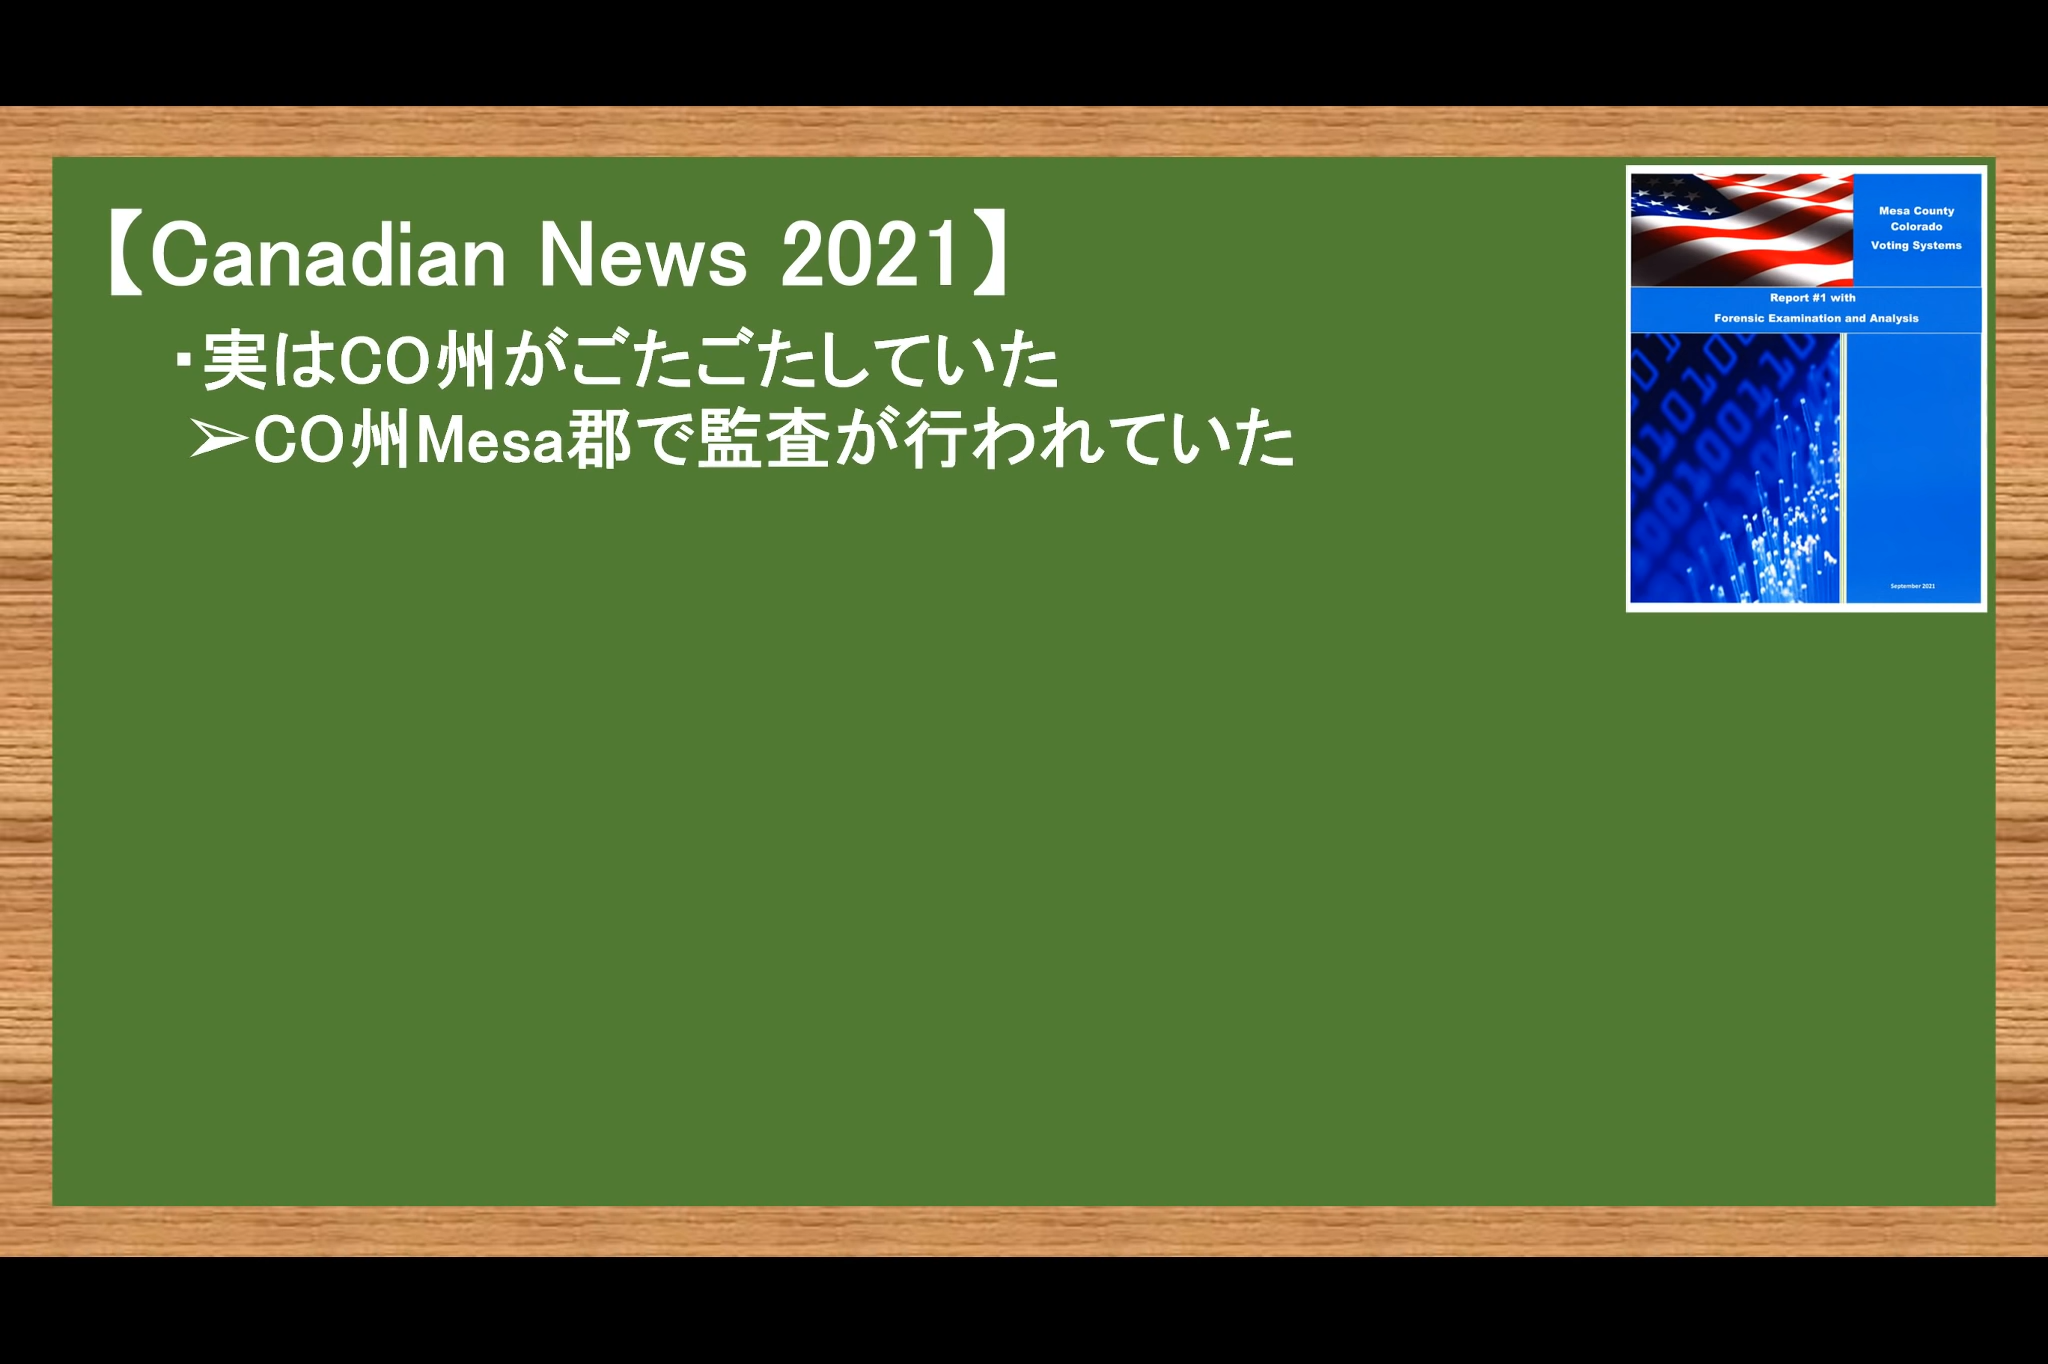 【Canadian News 2021】
・実はCO州がごたごたしていた
➢CO州Mesa郡で監査が行われていた
Mesa County
Colorado
Voting Systems
Report #1 with
Forensic Examination and Analysis
September 2021